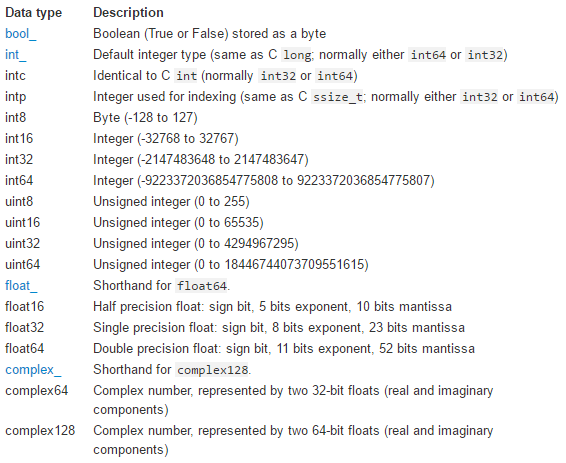 Data type Description
bool_ Boolean (True or False) stored as a byte
int_ Default integer type (same as C long; normally either int64 or int32)
intc Identical to C int (normally int32 or int64)
intp Integer used for indexing (same as C ssize_t; normally either int32 or int64)
int8 Byte (-128 to 127)
int16 Integer (-32768 to 32767)
int32 Integer (-2147483648 to 2147483647)
int64 Integer (-9223372036854775808 to 9223372036854775807)
uint8 Unsigned integer (0 to 255)
uint16 Unsigned integer (0 to 65535)
uint32 Unsigned integer (0 to 4294967295)
uint64 Unsigned integer (0 to 18446744073709551615)
float_ Shorthand for float64.
float16 Half precision float: sign bit, 5 bits exponent, 10 bits mantissa
float32 Single precision float: sign bit, 8 bits exponent, 23 bits mantissa
float64 Double precision float: sign bit, 11 bits exponent, 52 bits mantissa
complex_ Shorthand for complex128.
complex64 Complex number, represented by two 32-bit floats (real and imaginary
components)
complex128 Complex number, represented by two 64-bit floats (real and imaginary
components)